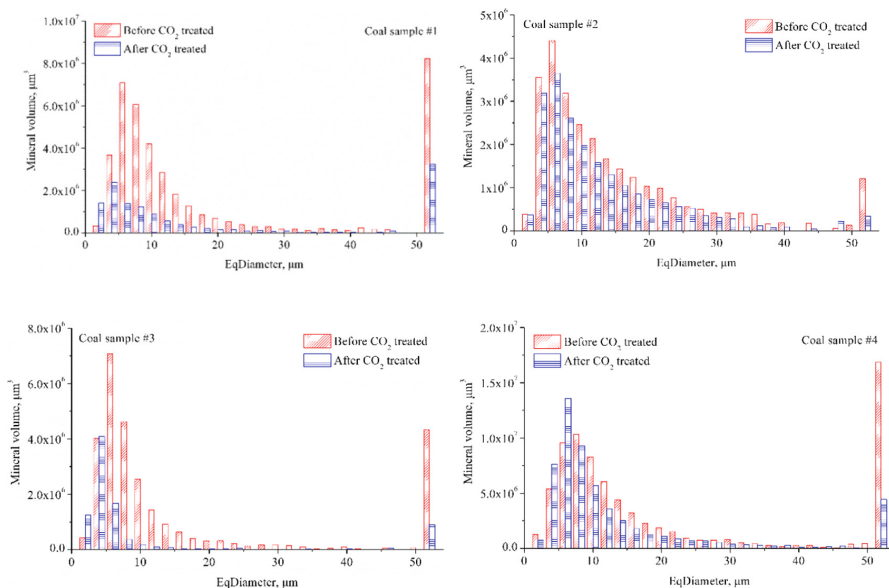 Before CO₂ treated
After CO₂ treated
Coal sample #1
Mineral volume, μm³
1.0x10⁷
8.0x10⁶
6.0x10⁶
4.0x10⁶
2.0x10⁶
0.0
0 10 20 30 40 50
EqDiameter, μm
Coal sample #2
Before CO₂ treated
After CO₂ treated
Mineral volume, μm³
5x10⁶
4x10⁶
3x10⁶
2x10⁶
1x10⁶
0
0 10 20 30 40 50
EqDiameter, μm
Coal sample #3
Before CO₂ treated
After CO₂ treated
Mineral volume, μm³
8.0x10⁶
6.0x10⁶
4.0x10⁶
2.0x10⁶
0.0
0 10 20 30 40 50
EqDiameter, μm
Before CO₂ treated
After CO₂ treated
Coal sample #4
Mineral volume, μm³
2.0x10⁷
1.5x10⁷
1.0x10⁷
5.0x10⁶
0.0
0 10 20 30 40 50
EqDiameter, μm